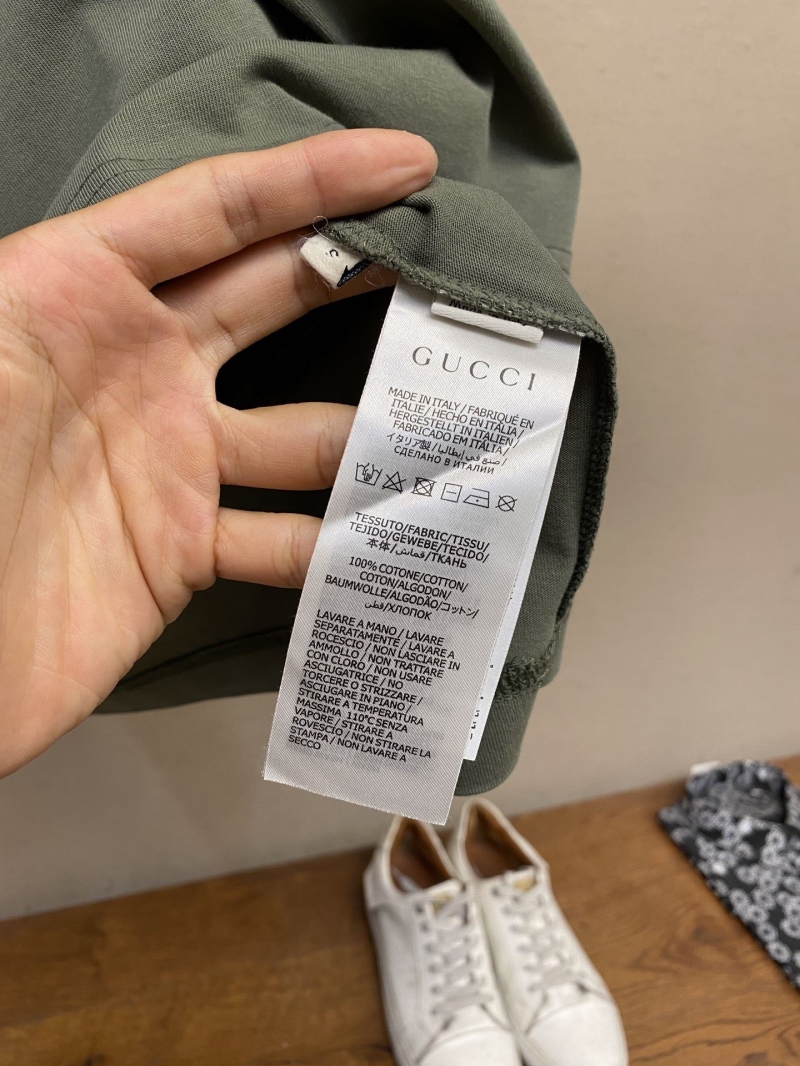 GUCCI
MADE IN ITALY / FABRIQUÉ EN
ITALIE / HECHO EN ITALIA /
HERGESTELLT IN ITALIEN /
FABRICADO EM ITALIA /
イタリア製 / صنع في إيطاليا /
СДЕЛАНО В ИТАЛИИ
TESSUTO/FABRIC/TISSU/
TEJIDO/GEWEBE/TECIDO/
本体/قماش/ТКАНЬ
100% COTONE/COTTON/
COTON/ALGODON/
BAUMWOLLE/ALGODÃO/コットン/
قطن/ХЛОПОК
LAVARE A MANO / LAVARE
SEPARATAMENTE / LAVARE A
ROCESCIO / NON LASCIARE IN
AMMOLLO / NON TRATTARE
CON CLORO / NON USARE
ASCIUGATRICE / NO
TORCERE O STRIZZARE /
ASCIUGARE IN PIANO /
STIRARE A TEMPERATURA
MASSIMA 110°C SENZA
VAPORE / STIRARE A
ROVESCIO / NON STIRARE LA
STAMPA / NON LAVARE A
SECCO